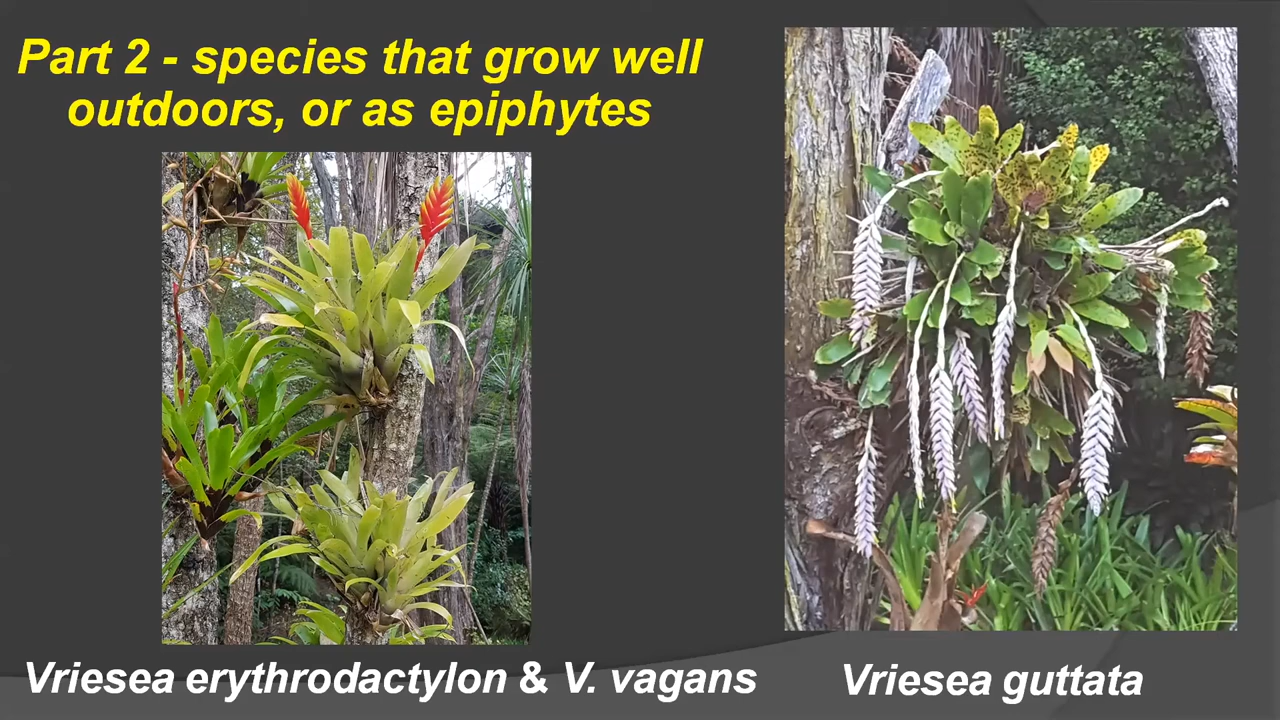 Part 2 - species that grow well
outdoors, or as epiphytes
Vriesea erythrodactylon & V. vagans
Vriesea guttata